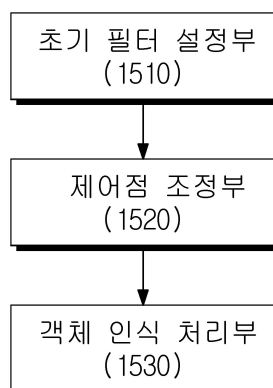 초기 필터 설정부
(1510)
제어점 조정부
(1520)
객체 인식 처리부
(1530)